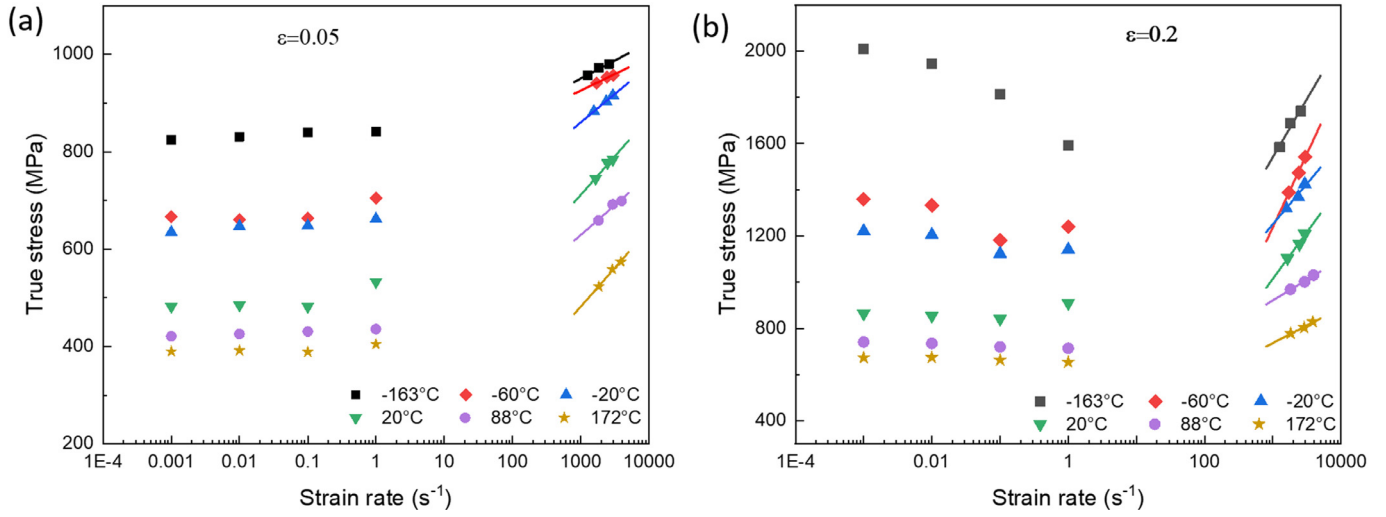 (a)
ε=0.05
True stress (MPa)
1000
800
600
400
200
-163°C -60°C -20°C
20°C 88°C 172°C
1E-4 0.001 0.01 0.1 1 10 100 1000 10000
Strain rate (s⁻¹)
(b)
ε=0.2
True stress (MPa)
2000
1600
1200
800
400
-163°C -60°C -20°C
20°C 88°C 172°C
1E-4 0.01 1 100 10000
Strain rate (s⁻¹)